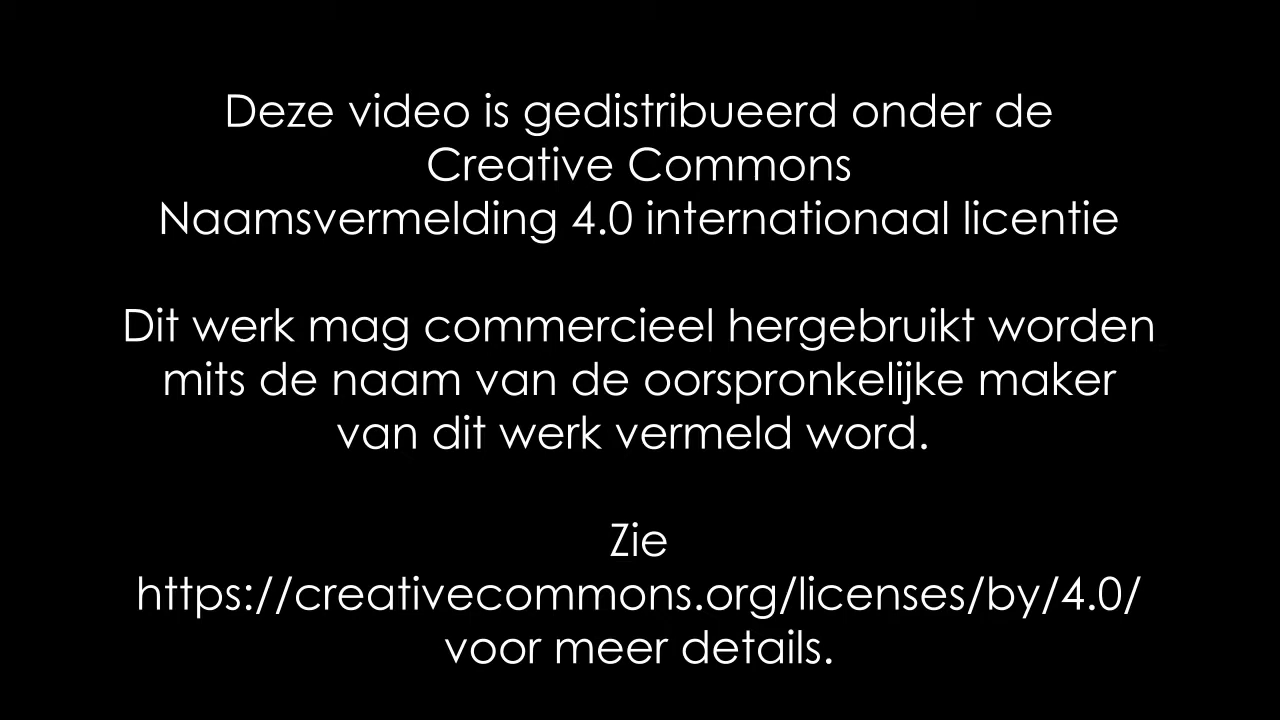 Deze video is gedistribueerd onder de
Creative Commons
Naamsvermelding 4.0 internationaal licentie
Dit werk mag commercieel hergebruikt worden
mits de naam van de oorspronkelijke maker
van dit werk vermeld word.
Zie
https://creativecommons.org/licenses/by/4.0/
voor meer details.